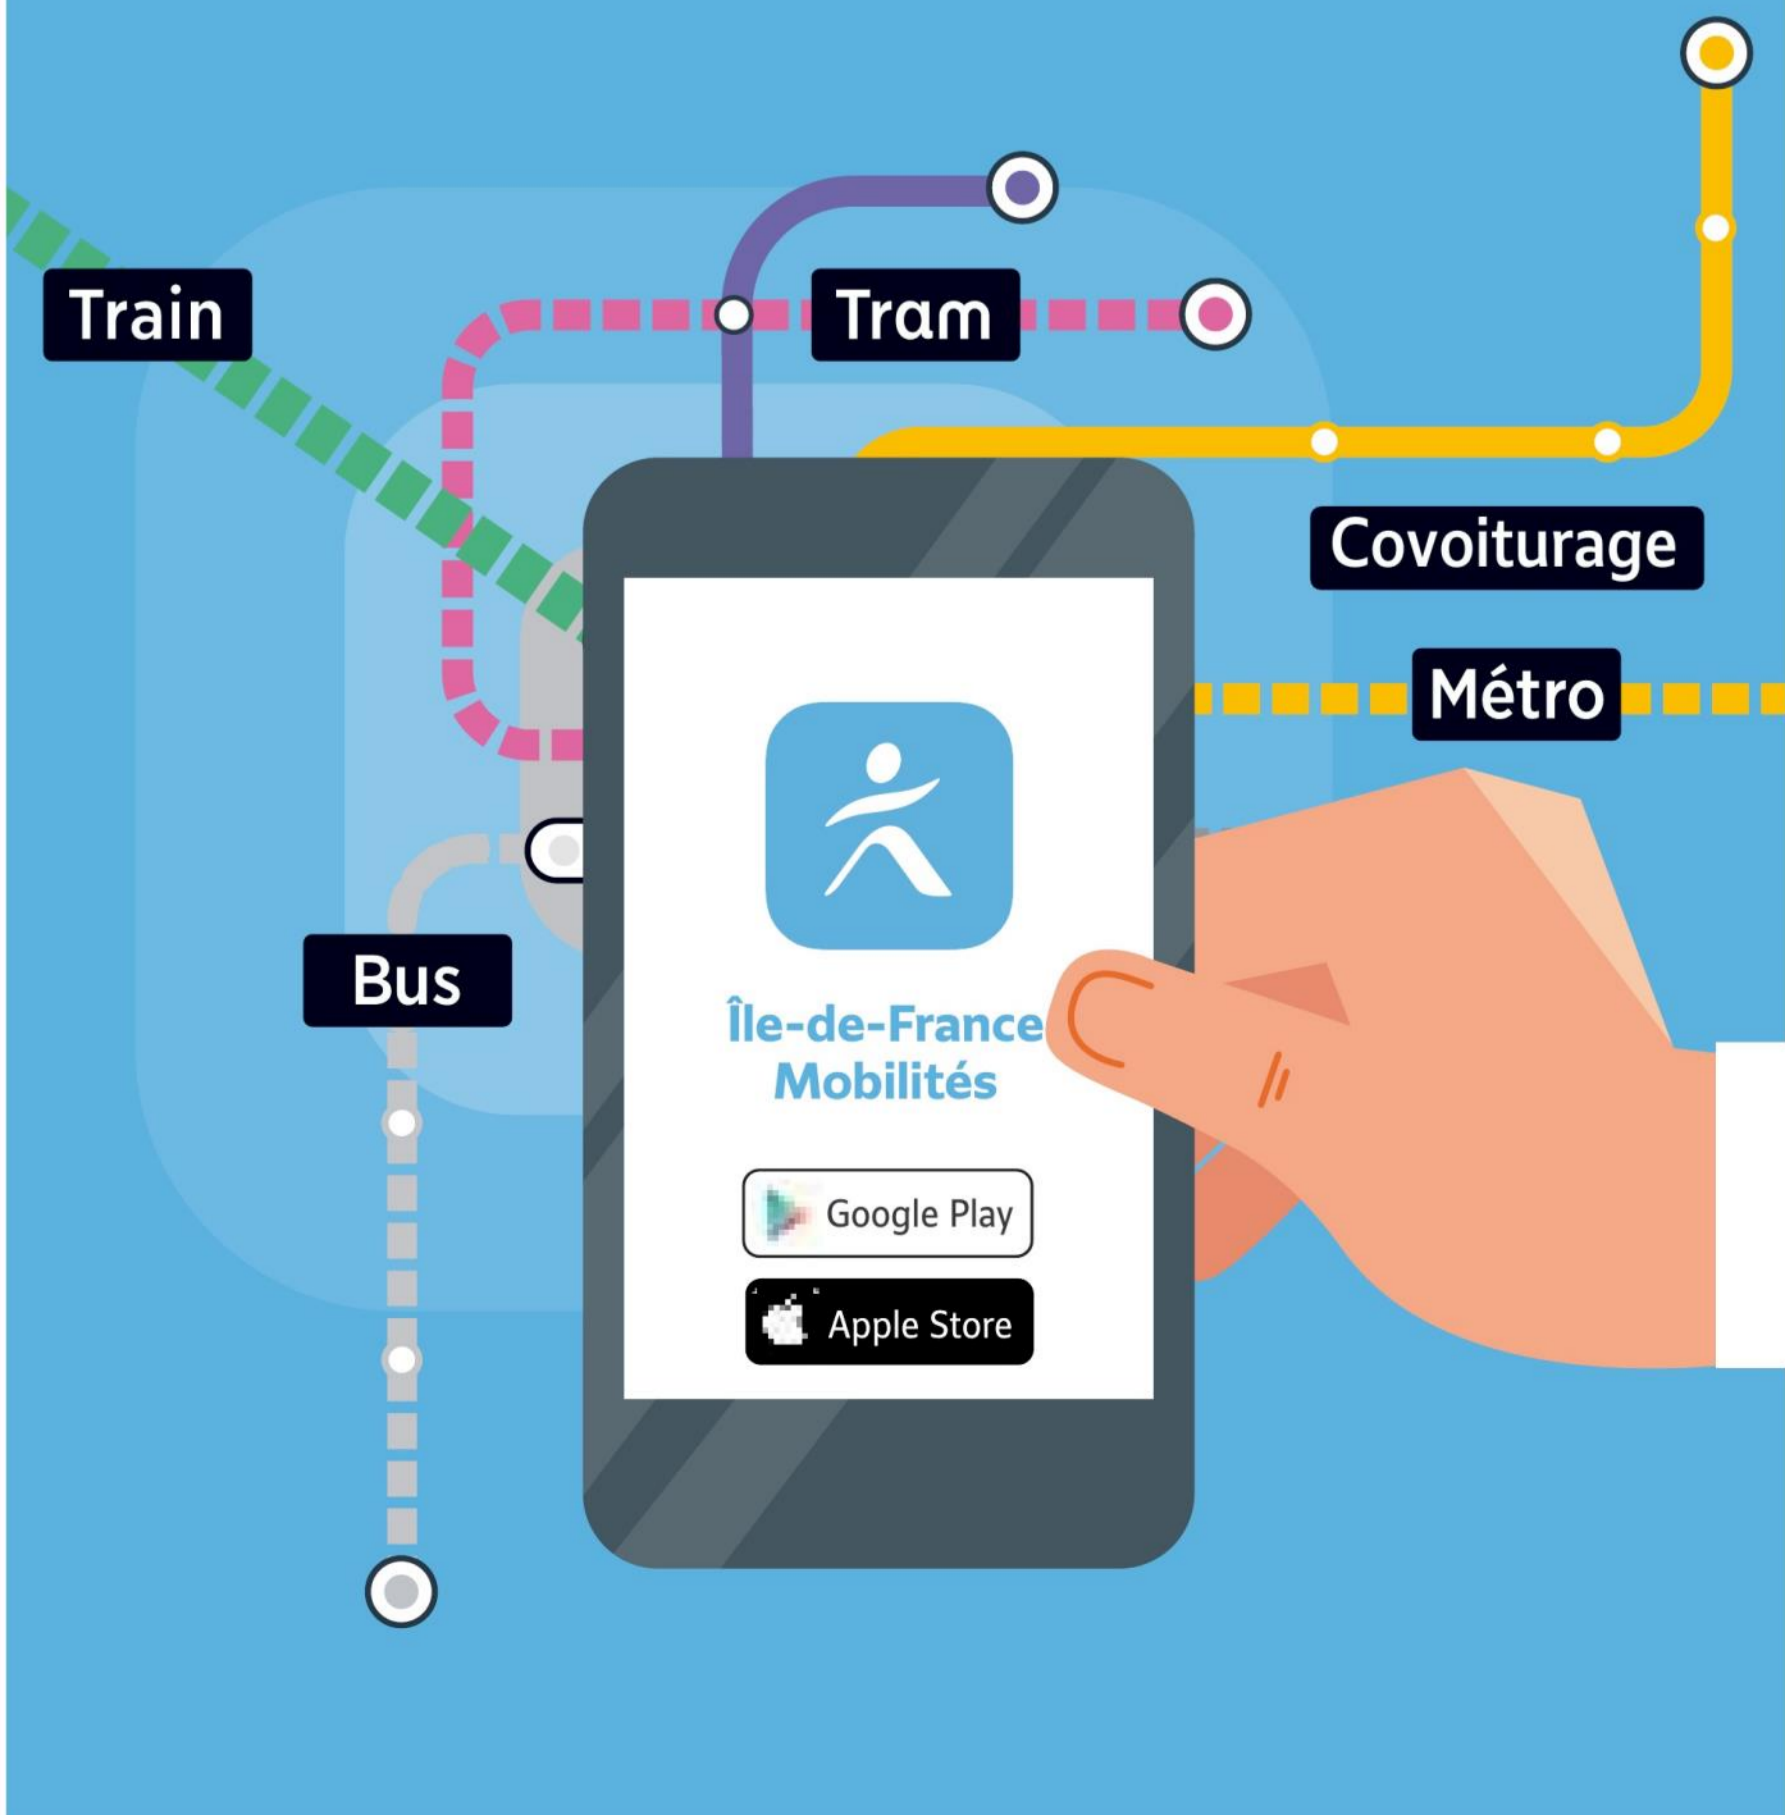 Train
Tram
Covoiturage
Métro
Bus
Île-de-France
Mobilités
Google Play
Apple Store